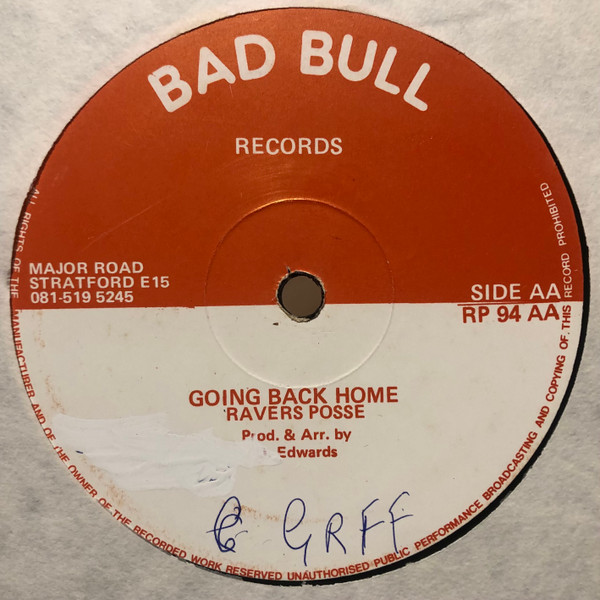 BAD BULL
RECORDS
MAJOR ROAD
STRATFORD E15
081-519 5245
SIDE AA
RP 94 AA
GOING BACK HOME
RAVERS POSSE
Prod. & Arr. by
Edwards
GRFF
ALL RIGHTS OF THE MANUFACTURER AND OF THE OWNER OF THE RECORDED WORK RESERVED UNAUTHORISED PUBLIC PERFORMANCE BROADCASTING AND COPYING OF THIS RECORD PROHIBITED